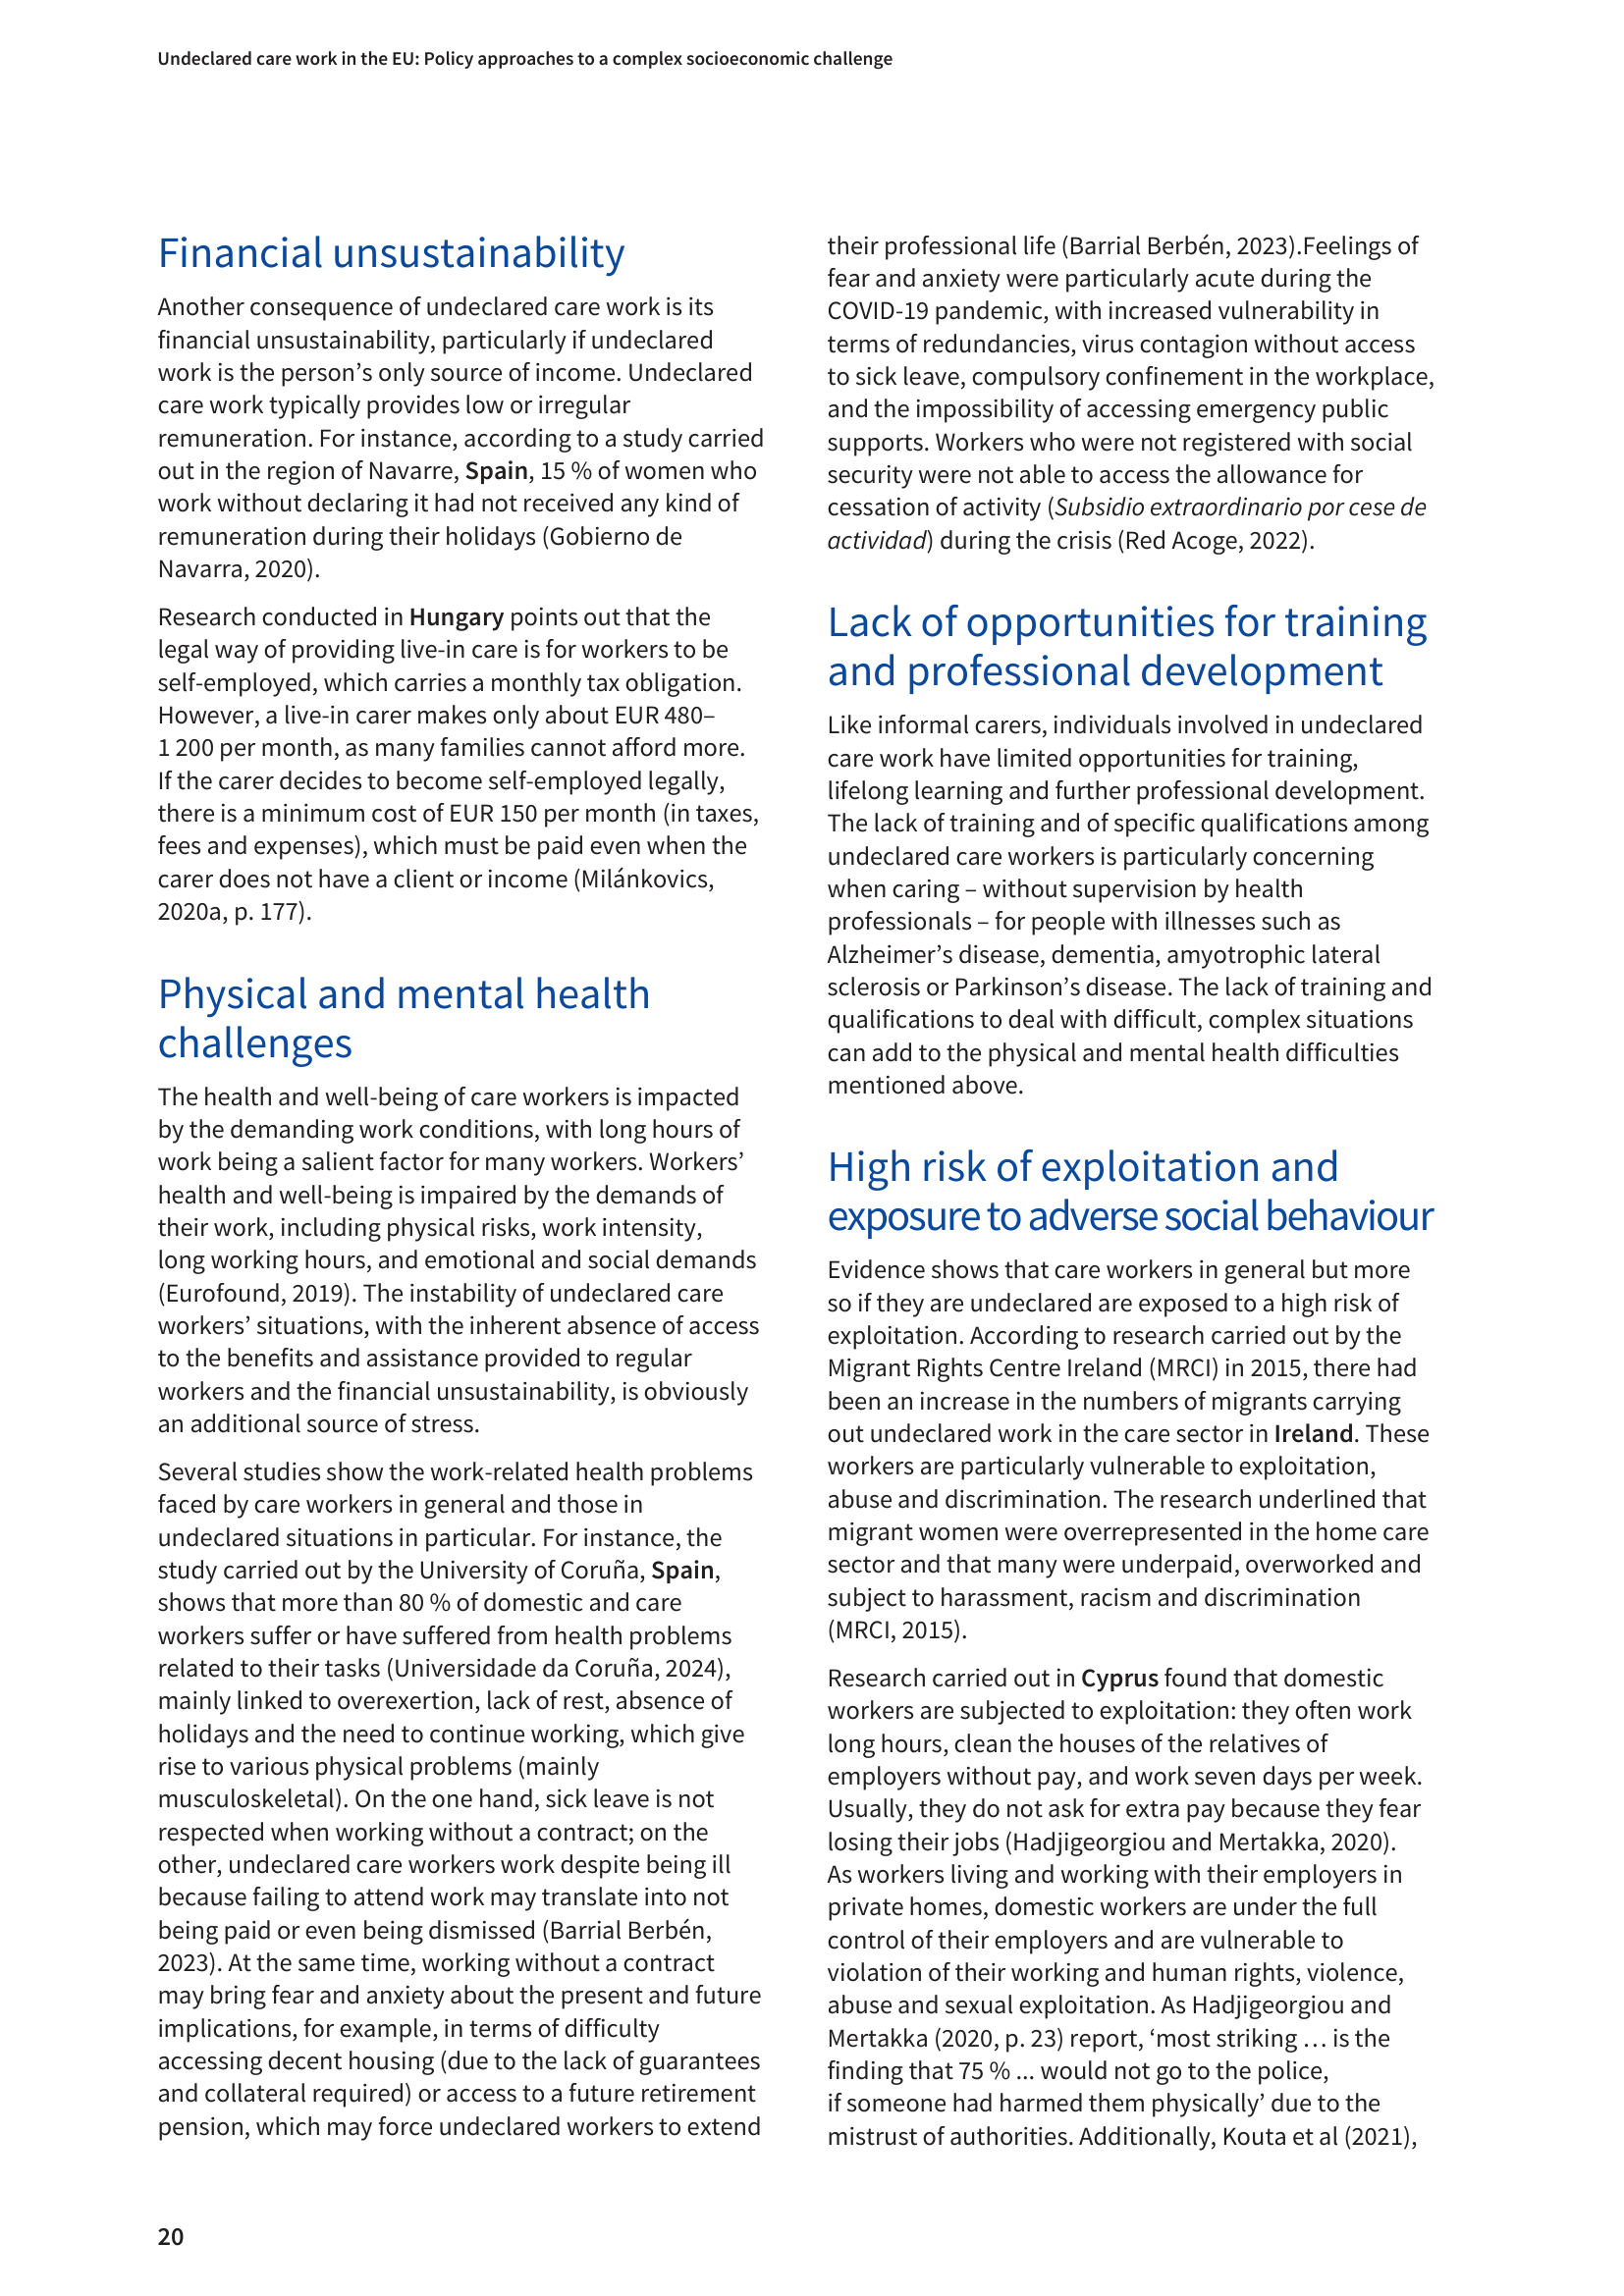 Undeclared care work in the EU: Policy approaches to a complex socioeconomic challenge
Financial unsustainability
Another consequence of undeclared care work is its
financial unsustainability, particularly if undeclared
work is the person’s only source of income. Undeclared
care work typically provides low or irregular
remuneration. For instance, according to a study carried
out in the region of Navarre, Spain, 15 % of women who
work without declaring it had not received any kind of
remuneration during their holidays (Gobierno de
Navarra, 2020).
Research conducted in Hungary points out that the
legal way of providing live-in care is for workers to be
self-employed, which carries a monthly tax obligation.
However, a live-in carer makes only about EUR 480–
1 200 per month, as many families cannot afford more.
If the carer decides to become self-employed legally,
there is a minimum cost of EUR 150 per month (in taxes,
fees and expenses), which must be paid even when the
carer does not have a client or income (Milánkovics,
2020a, p. 177).
Physical and mental health
challenges
The health and well-being of care workers is impacted
by the demanding work conditions, with long hours of
work being a salient factor for many workers. Workers’
health and well-being is impaired by the demands of
their work, including physical risks, work intensity,
long working hours, and emotional and social demands
(Eurofound, 2019). The instability of undeclared care
workers’ situations, with the inherent absence of access
to the benefits and assistance provided to regular
workers and the financial unsustainability, is obviously
an additional source of stress.
Several studies show the work-related health problems
faced by care workers in general and those in
undeclared situations in particular. For instance, the
study carried out by the University of Coruña, Spain,
shows that more than 80 % of domestic and care
workers suffer or have suffered from health problems
related to their tasks (Universidade da Coruña, 2024),
mainly linked to overexertion, lack of rest, absence of
holidays and the need to continue working, which give
rise to various physical problems (mainly
musculoskeletal). On the one hand, sick leave is not
respected when working without a contract; on the
other, undeclared care workers work despite being ill
because failing to attend work may translate into not
being paid or even being dismissed (Barrial Berbén,
2023). At the same time, working without a contract
may bring fear and anxiety about the present and future
implications, for example, in terms of difficulty
accessing decent housing (due to the lack of guarantees
and collateral required) or access to a future retirement
pension, which may force undeclared workers to extend
their professional life (Barrial Berbén, 2023).Feelings of
fear and anxiety were particularly acute during the
COVID-19 pandemic, with increased vulnerability in
terms of redundancies, virus contagion without access
to sick leave, compulsory confinement in the workplace,
and the impossibility of accessing emergency public
supports. Workers who were not registered with social
security were not able to access the allowance for
cessation of activity (Subsidio extraordinario por cese de
actividad) during the crisis (Red Acoge, 2022).
Lack of opportunities for training
and professional development
Like informal carers, individuals involved in undeclared
care work have limited opportunities for training,
lifelong learning and further professional development.
The lack of training and of specific qualifications among
undeclared care workers is particularly concerning
when caring – without supervision by health
professionals – for people with illnesses such as
Alzheimer’s disease, dementia, amyotrophic lateral
sclerosis or Parkinson’s disease. The lack of training and
qualifications to deal with difficult, complex situations
can add to the physical and mental health difficulties
mentioned above.
High risk of exploitation and
exposure to adverse social behaviour
Evidence shows that care workers in general but more
so if they are undeclared are exposed to a high risk of
exploitation. According to research carried out by the
Migrant Rights Centre Ireland (MRCI) in 2015, there had
been an increase in the numbers of migrants carrying
out undeclared work in the care sector in Ireland. These
workers are particularly vulnerable to exploitation,
abuse and discrimination. The research underlined that
migrant women were overrepresented in the home care
sector and that many were underpaid, overworked and
subject to harassment, racism and discrimination
(MRCI, 2015).
Research carried out in Cyprus found that domestic
workers are subjected to exploitation: they often work
long hours, clean the houses of the relatives of
employers without pay, and work seven days per week.
Usually, they do not ask for extra pay because they fear
losing their jobs (Hadjigeorgiou and Mertakka, 2020).
As workers living and working with their employers in
private homes, domestic workers are under the full
control of their employers and are vulnerable to
violation of their working and human rights, violence,
abuse and sexual exploitation. As Hadjigeorgiou and
Mertakka (2020, p. 23) report, ‘most striking … is the
finding that 75 % ... would not go to the police,
if someone had harmed them physically’ due to the
mistrust of authorities. Additionally, Kouta et al (2021),
20